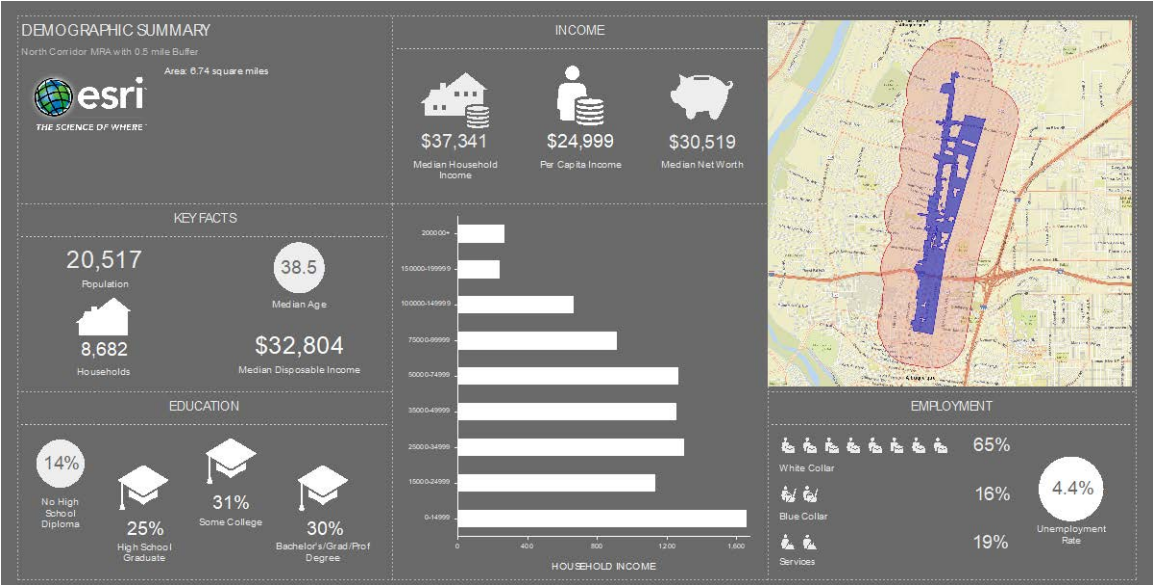 DEMOGRAPHIC SUMMARY
North Corridor MRA with 0.5 mile Buffer
Area: 6.74 square miles
esri
THE SCIENCE OF WHERE
KEY FACTS
20,517
Population
38.5
Median Age
8,682
Households
$32,804
Median Disposable Income
EDUCATION
14%
No High
School
Diploma
25%
High School
Graduate
31%
Some College
30%
Bachelor's/Grad/Prof
Degree
INCOME
$37,341
Median Household
Income
$24,999
Per Capita Income
$30,519
Median Net Worth
200000+
150000-199999
100000-149999
75000-99999
50000-74999
35000-49999
25000-34999
15000-24999
0-14999
0
400
800
1,200
1,600
HOUSEHOLD INCOME
Albuquerque
EMPLOYMENT
65%
White Collar
16%
Blue Collar
19%
Services
4.4%
Unemployment
Rate